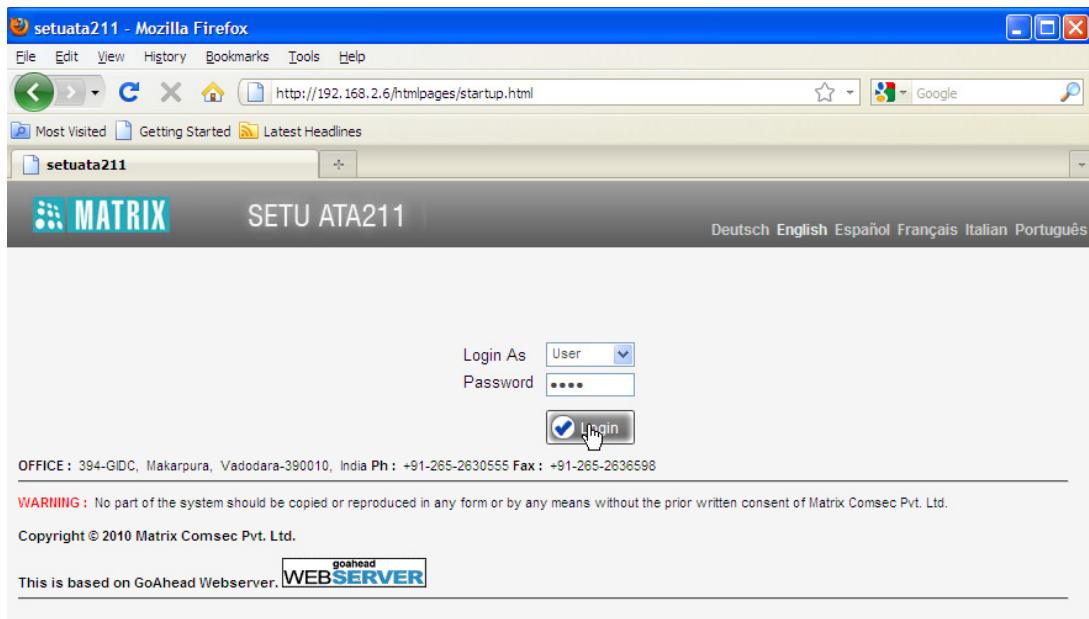 setuata211 - Mozilla Firefox
File Edit View History Bookmarks Tools Help
http://192.168.2.6/htmlpages/startup.html
Google
Most Visited Getting Started Latest Headlines
setuata211
MATRIX SETU ATA211
Deutsch English Español Français Italian Português
Login As User
Password ••••
Login
OFFICE : 394-GIDC, Makarpura, Vadodara-390010, India Ph : +91-265-2630555 Fax : +91-265-2636598
WARNING : No part of the system should be copied or reproduced in any form or by any means without the prior written consent of Matrix Comsec Pvt. Ltd.
Copyright © 2010 Matrix Comsec Pvt. Ltd.
This is based on GoAhead Webserver. goahead WEBSERVER